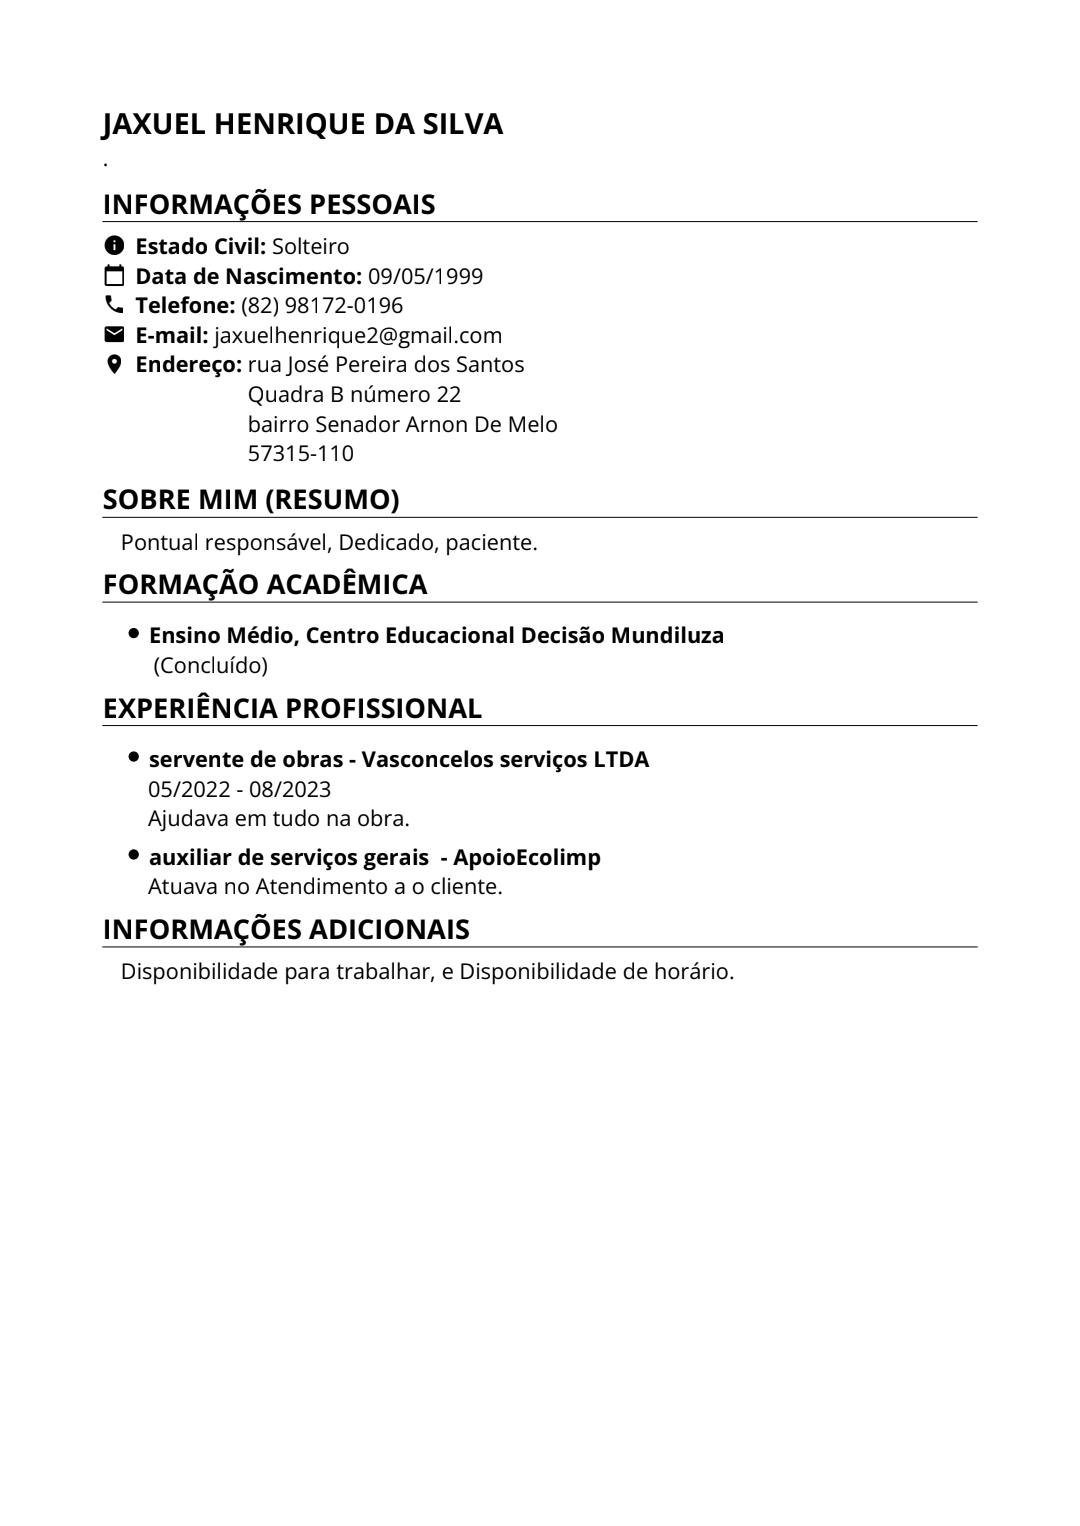 JAXUEL HENRIQUE DA SILVA
.
INFORMAÇÕES PESSOAIS
Estado Civil: Solteiro
Data de Nascimento: 09/05/1999
Telefone: (82) 98172-0196
E-mail: jaxuelhenrique2@gmail.com
Endereço: rua José Pereira dos Santos
Quadra B número 22
bairro Senador Arnon De Melo
57315-110
SOBRE MIM (RESUMO)
Pontual responsável, Dedicado, paciente.
FORMAÇÃO ACADÊMICA
• Ensino Médio, Centro Educacional Decisão Mundiluza
(Concluído)
EXPERIÊNCIA PROFISSIONAL
• servente de obras - Vasconcelos serviços LTDA
05/2022 - 08/2023
Ajudava em tudo na obra.
• auxiliar de serviços gerais  - ApoioEcolimp
Atuava no Atendimento a o cliente.
INFORMAÇÕES ADICIONAIS
Disponibilidade para trabalhar, e Disponibilidade de horário.